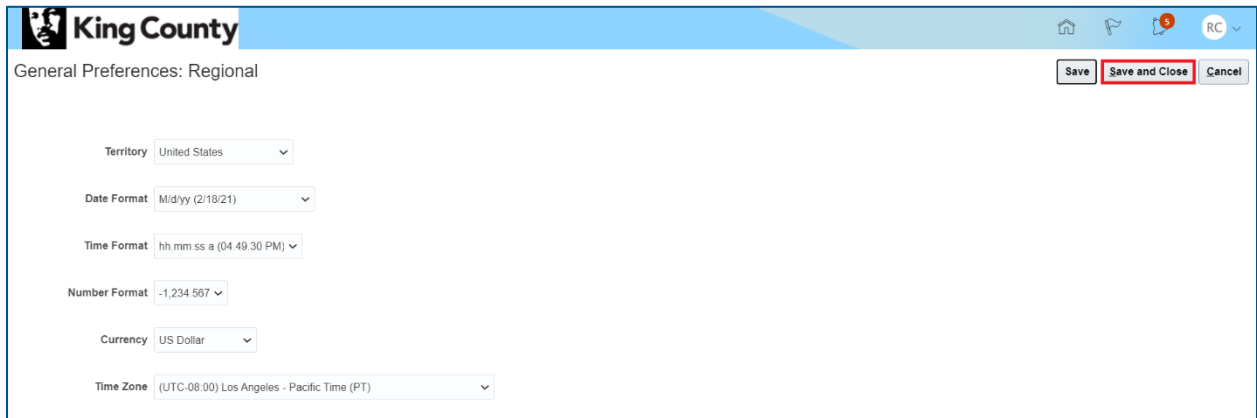 King County
5
RC
General Preferences: Regional
Save Save and Close Cancel
Territory United States
Date Format M/d/yy (2/18/21)
Time Format hh.mm.ss a (04.49.30 PM)
Number Format -1,234.567
Currency US Dollar
Time Zone (UTC-08:00) Los Angeles - Pacific Time (PT)